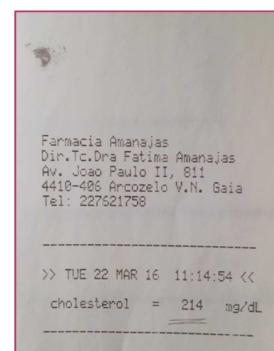 Farmacia Amanajas
Dir.Tc.Dra Fatima Amanajas
Av. Joao Paulo II, 811
4410-406 Arcozelo V.N. Gaia
Tel: 227621758
>> TUE 22 MAR 16 11:14:54 <<
cholesterol = 214 mg/dL